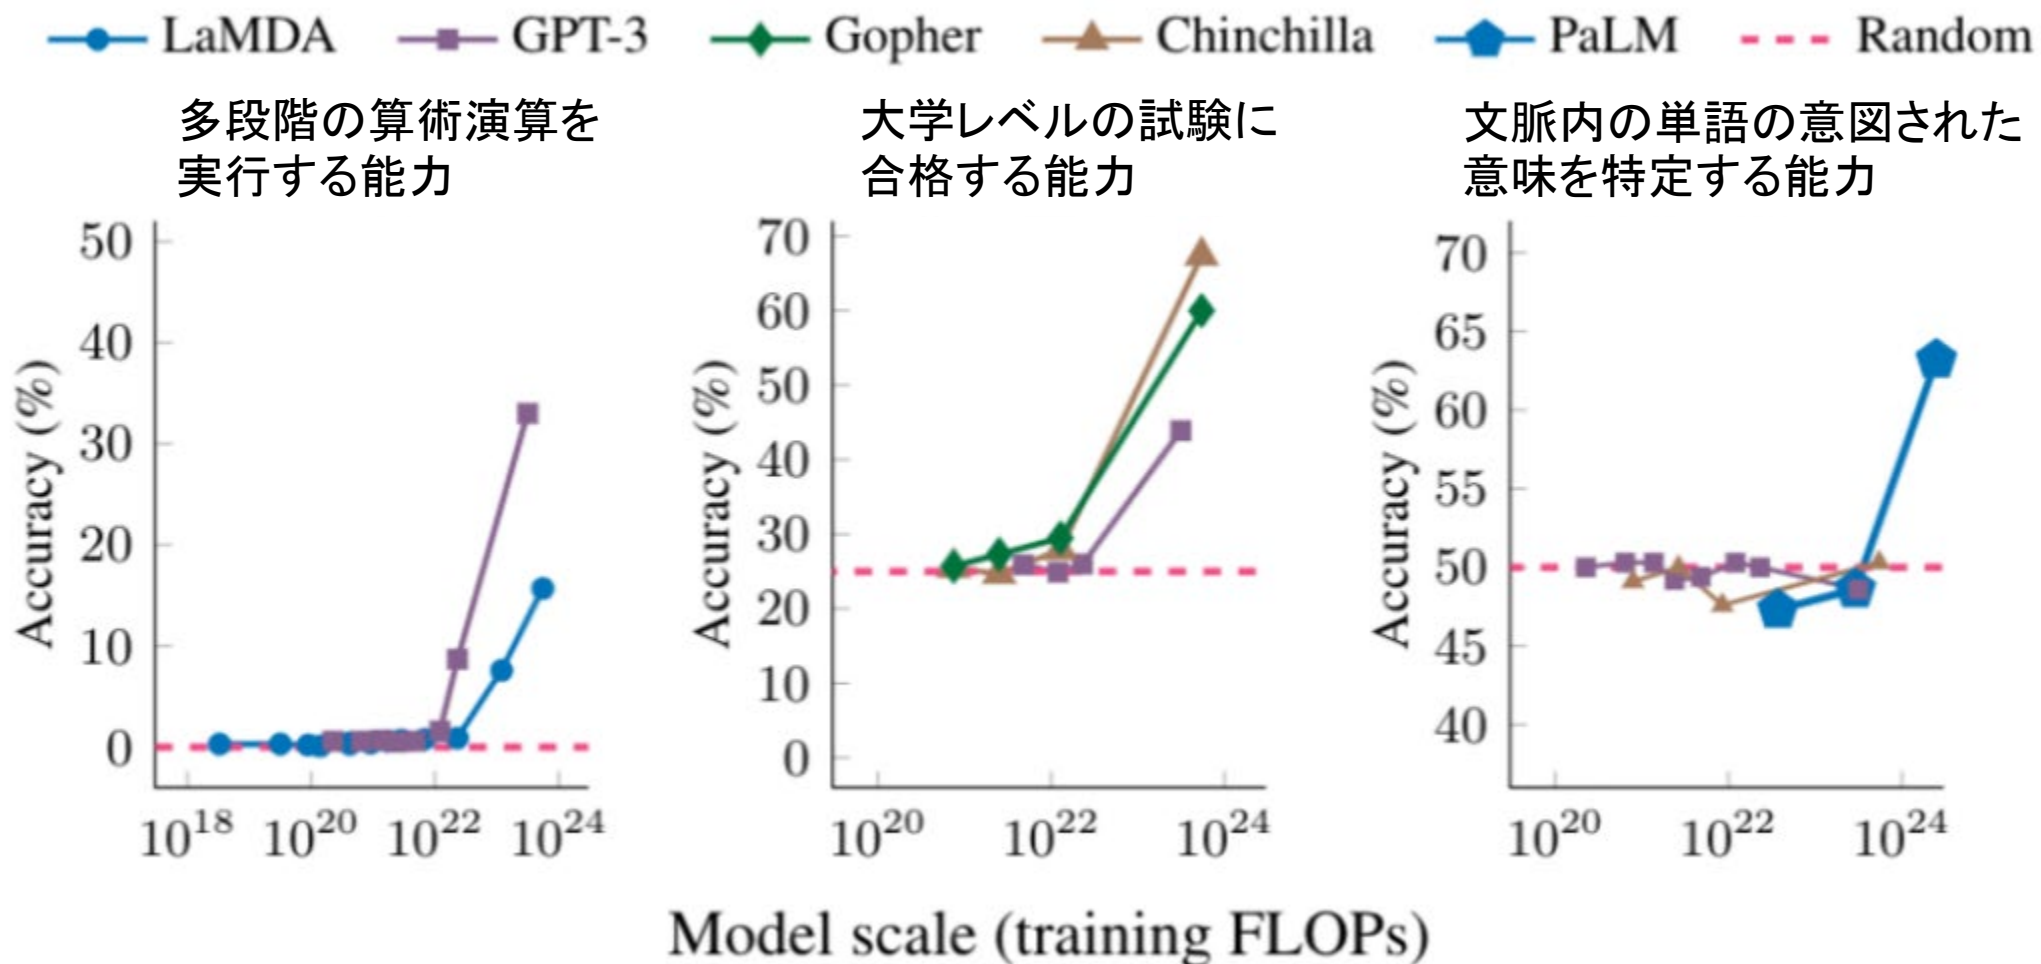 LaMDA GPT-3 Gopher Chinchilla PaLM Random
多段階の算術演算を
実行する能力
大学レベルの試験に
合格する能力
文脈内の単語の意図された
意味を特定する能力
Accuracy (%)
50
40
30
20
10
0
10^18 10^20 10^22 10^24
Accuracy (%)
70
60
50
40
30
20
10
0
10^20 10^22 10^24
Accuracy (%)
70
65
60
55
50
45
40
10^20 10^22 10^24
Model scale (training FLOPs)